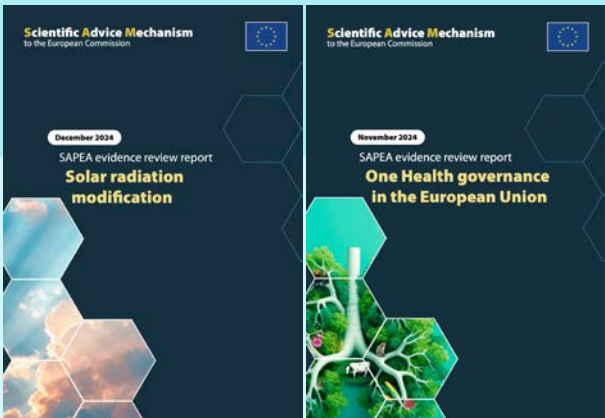 Scientific Advice Mechanism
to the European Commission
December 2024
SAPEA evidence review report
Solar radiation
modification
Scientific Advice Mechanism
to the European Commission
November 2024
SAPEA evidence review report
One Health governance
in the European Union